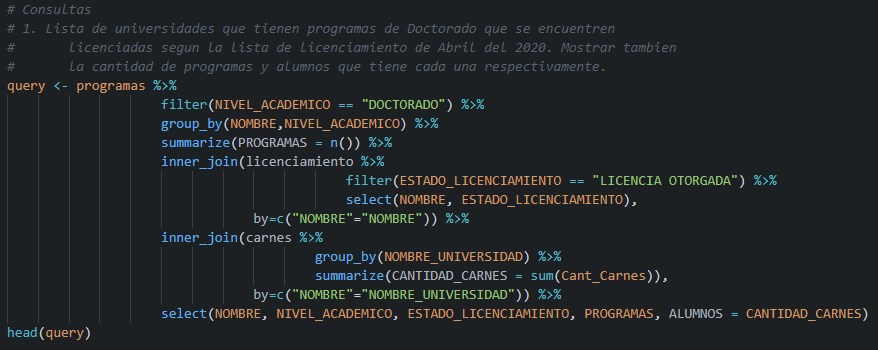 # Consultas
# 1. Lista de universidades que tienen programas de Doctorado que se encuentren
#       licenciadas segun la lista de licenciamiento de Abril del 2020. Mostrar tambien
#       la cantidad de programas y alumnos que tiene cada una respectivamente.
query <- programas %>%
                    filter(NIVEL_ACADEMICO == "DOCTORADO") %>%
                    group_by(NOMBRE,NIVEL_ACADEMICO) %>%
                    summarize(PROGRAMAS = n()) %>%
                    inner_join(licenciamiento %>%
                                            filter(ESTADO_LICENCIAMIENTO == "LICENCIA OTORGADA") %>%
                                            select(NOMBRE, ESTADO_LICENCIAMIENTO),
                                by=c("NOMBRE"="NOMBRE")) %>%
                    inner_join(carnes %>%
                                        group_by(NOMBRE_UNIVERSIDAD) %>%
                                        summarize(CANTIDAD_CARNES = sum(Cant_Carnes)),
                                by=c("NOMBRE"="NOMBRE_UNIVERSIDAD")) %>%
                    select(NOMBRE, NIVEL_ACADEMICO, ESTADO_LICENCIAMIENTO, PROGRAMAS, ALUMNOS = CANTIDAD_CARNES)
head(query)